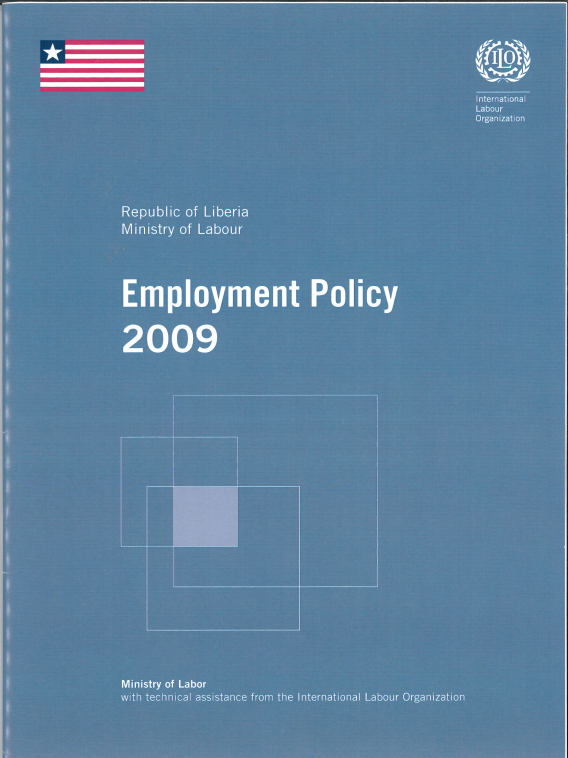 ILO
International
Labour
Organization
Republic of Liberia
Ministry of Labour
Employment Policy
2009
Ministry of Labor
with technical assistance from the International Labour Organization